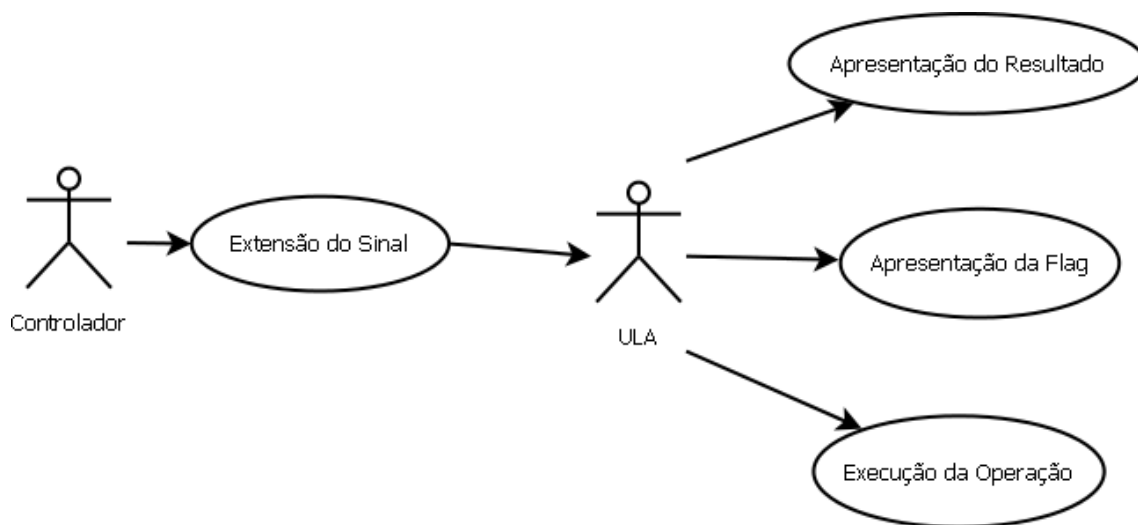 Apresentação do Resultado
Extensão do Sinal
Apresentação da Flag
Controlador
ULA
Execução da Operação